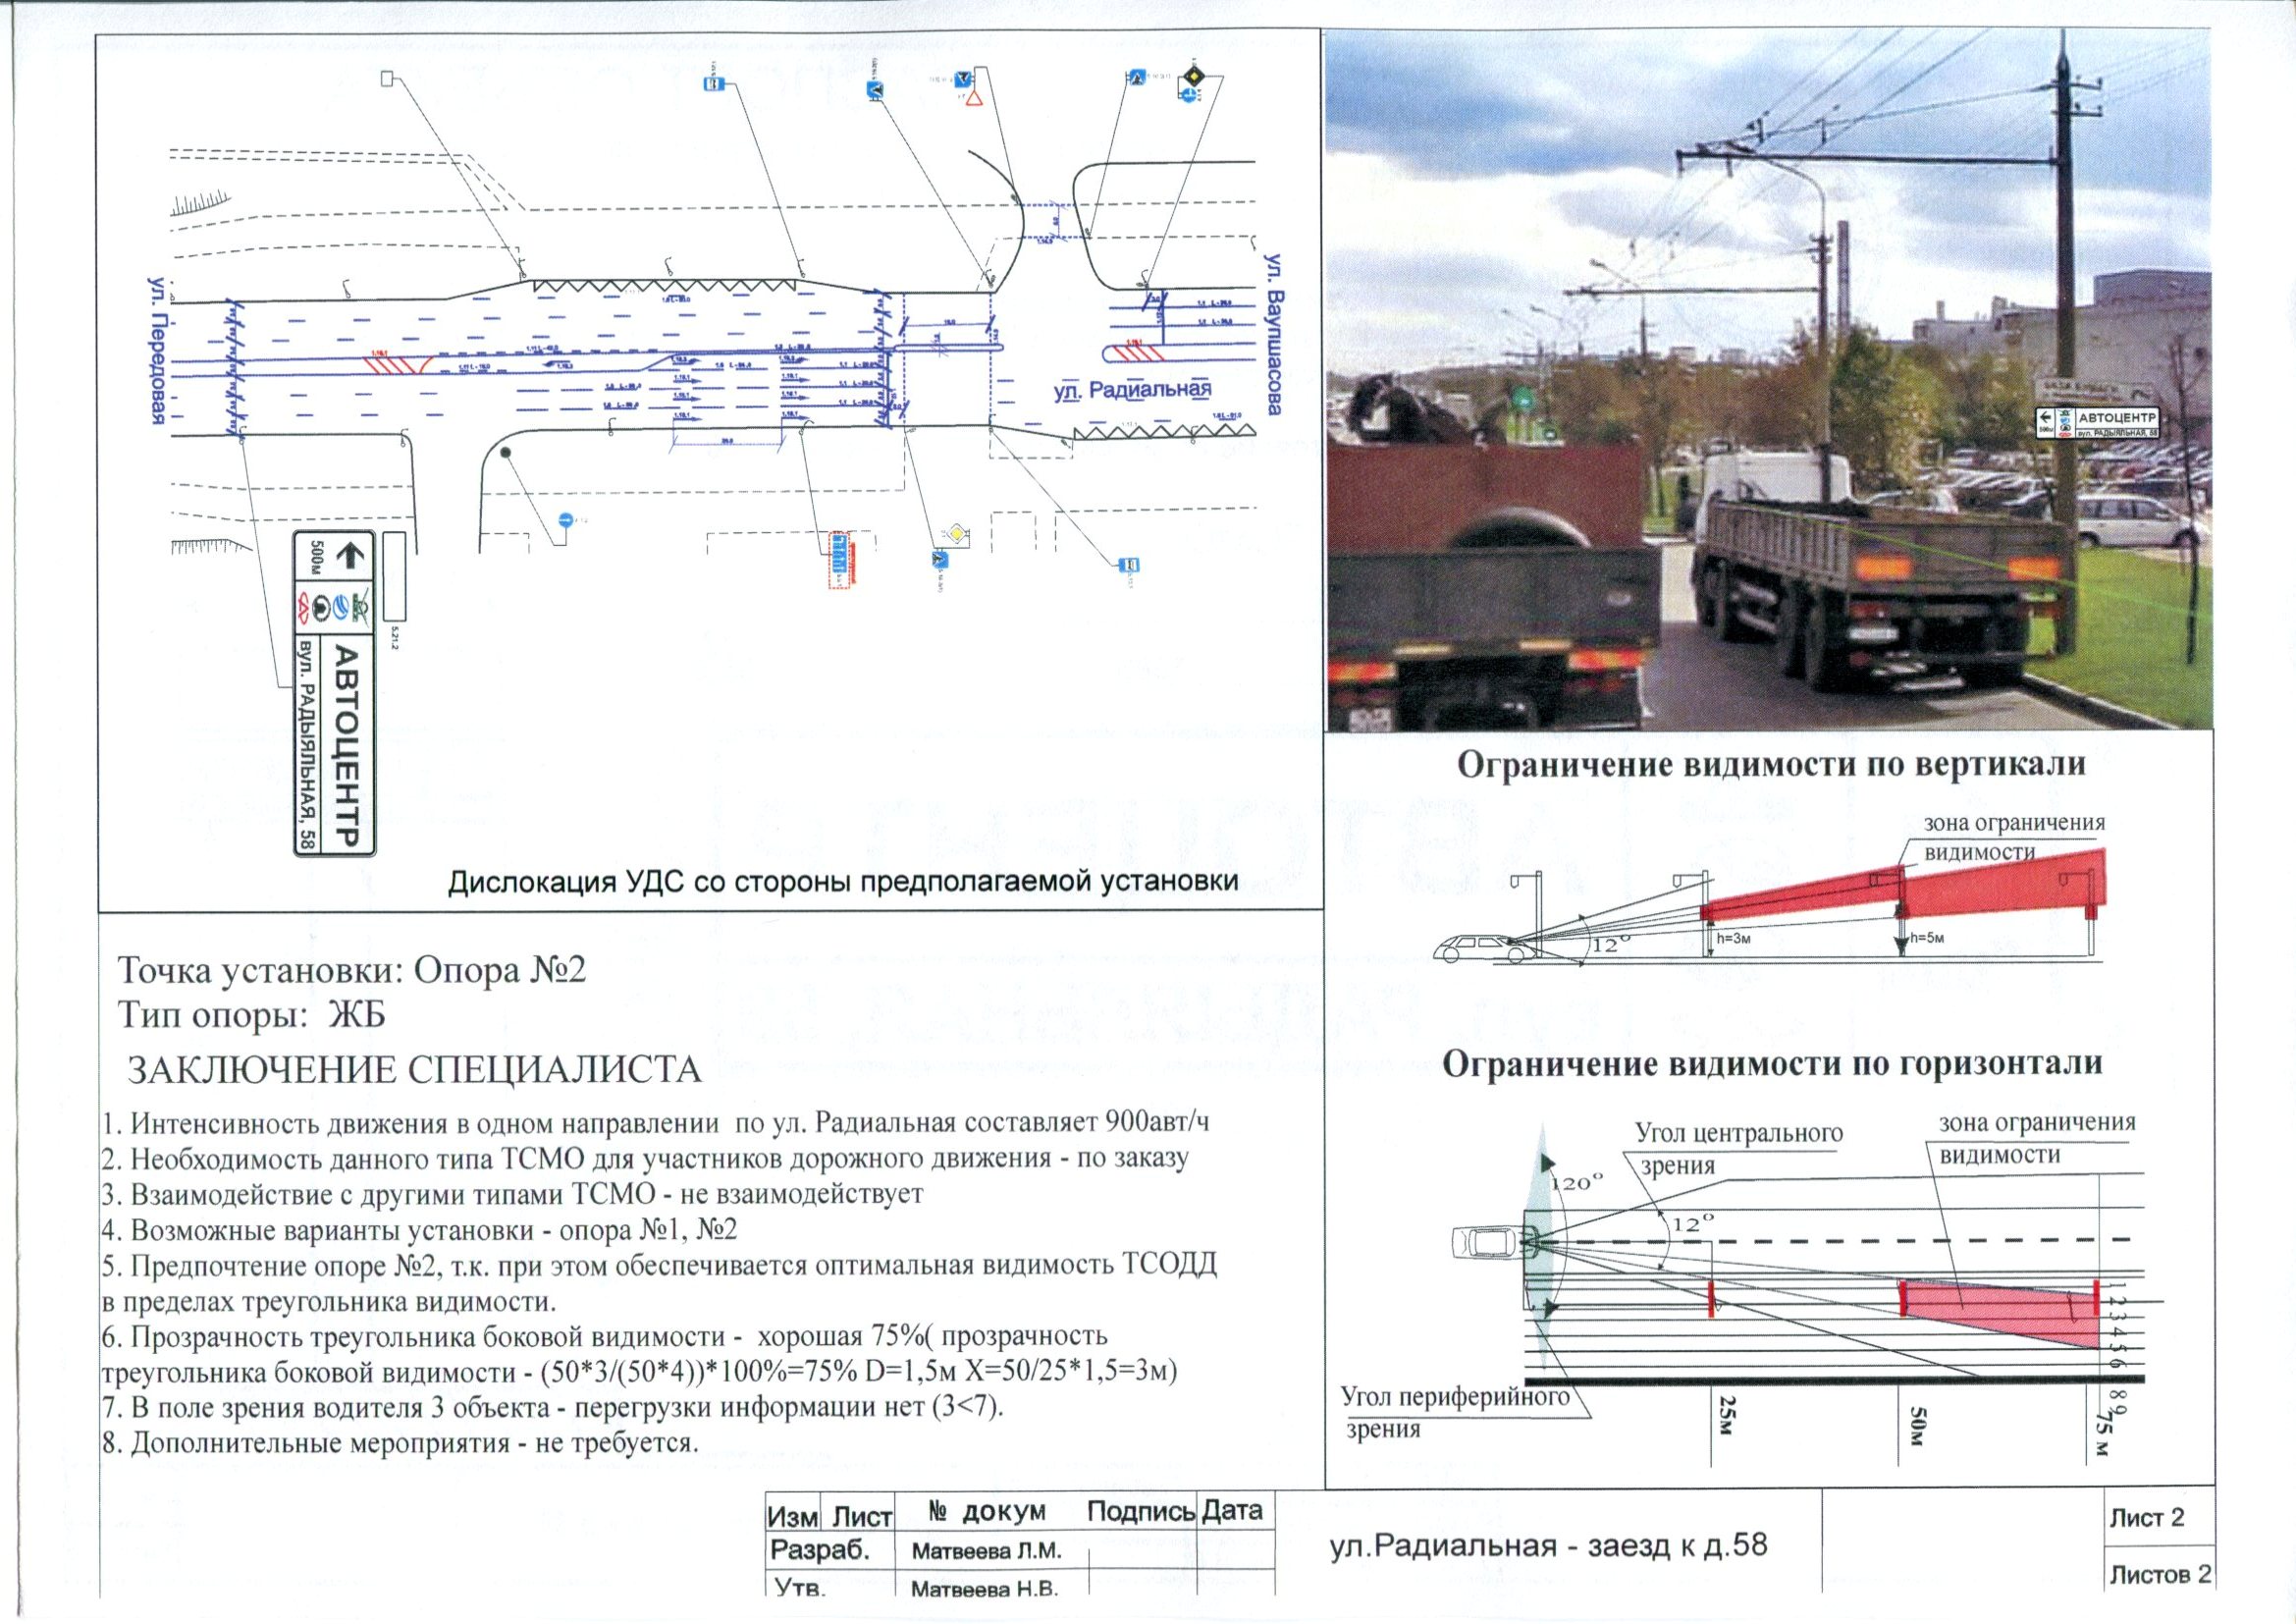 ул. Передовая
ул. Ваупшасова
ул. Радиальная
500м
АВТОЦЕНТР
вул. РАДЫЯЛЬНАЯ, 58
5.21.2
Дислокация УДС со стороны предполагаемой установки
АВТОЦЕНТР
вул. РАДЫЯЛЬНАЯ, 58
500м
Ограничение видимости по вертикали
зона ограничения
видимости
12°
h=3м
h=5м
Точка установки: Опора №2
Тип опоры: ЖБ
ЗАКЛЮЧЕНИЕ СПЕЦИАЛИСТА
1. Интенсивность движения в одном направлении по ул. Радиальная составляет 900авт/ч
2. Необходимость данного типа ТСМО для участников дорожного движения - по заказу
3. Взаимодействие с другими типами ТСМО - не взаимодействует
4. Возможные варианты установки - опора №1, №2
5. Предпочтение опоре №2, т.к. при этом обеспечивается оптимальная видимость ТСОДД
в пределах треугольника видимости.
6. Прозрачность треугольника боковой видимости - хорошая 75%( прозрачность
треугольника боковой видимости - (50*3/(50*4))*100%=75% D=1,5м X=50/25*1,5=3м)
7. В поле зрения водителя 3 объекта - перегрузки информации нет (3<7).
8. Дополнительные мероприятия - не требуется.
Ограничение видимости по горизонтали
Угол центрального
зрения
зона ограничения
видимости
120°
12°
Угол периферийного
зрения
1 2 3 4 5 6 8 9
25м
50м
75 м
Изм Лист № докум Подпись Дата
Разраб. Матвеева Л.М.
Утв. Матвеева Н.В.
ул.Радиальная - заезд к д.58
Лист 2
Листов 2